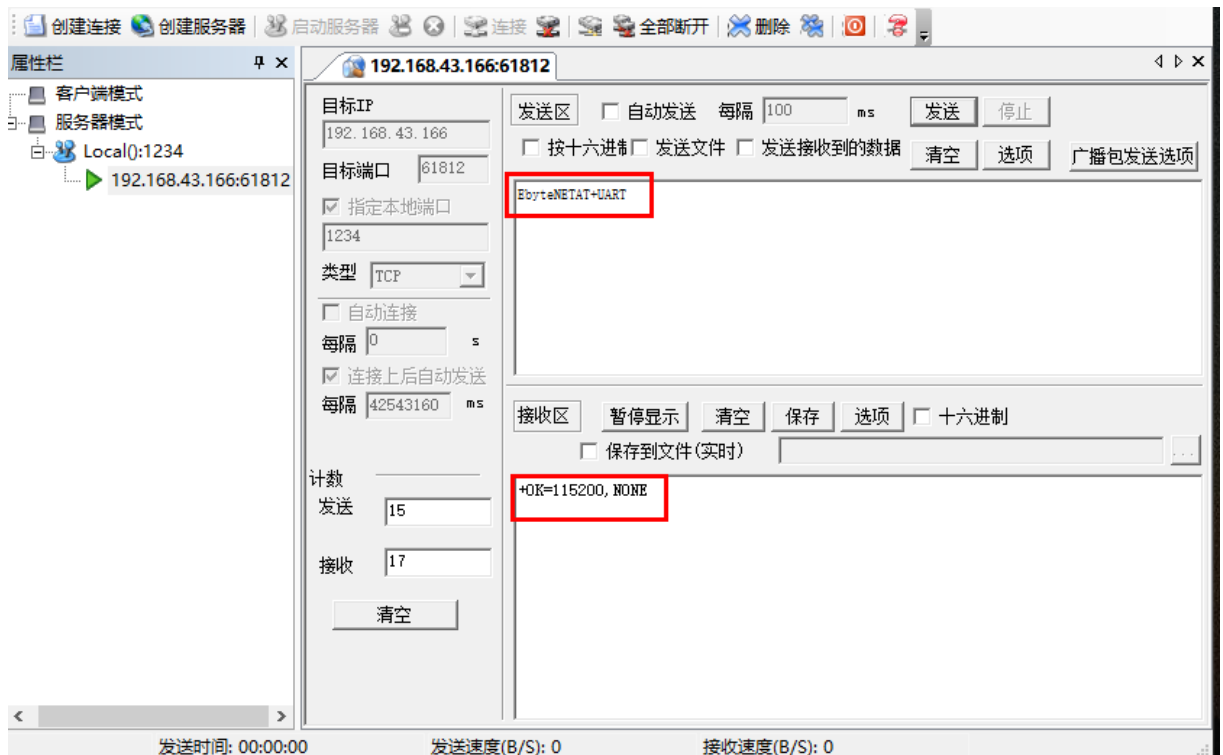 创建连接 创建服务器 启动服务器 连接 全部断开 删除
属性栏
客户端模式
服务器模式
Local():1234
192.168.43.166:61812
192.168.43.166:61812
目标IP
192.168.43.166
目标端口 61812
指定本地端口
1234
类型 TCP
自动连接
每隔 0 s
连接上后自动发送
每隔 42543160 ms
计数
发送 15
接收 17
清空
发送区 自动发送 每隔 100 ms 发送 停止
按十六进制 发送文件 发送接收到的数据 清空 选项 广播包发送选项
EbyteNETAT+UART
接收区 暂停显示 清空 保存 选项 十六进制
保存到文件(实时) ...
+OK=115200,NONE
发送时间: 00:00:00 发送速度(B/S): 0 接收速度(B/S): 0